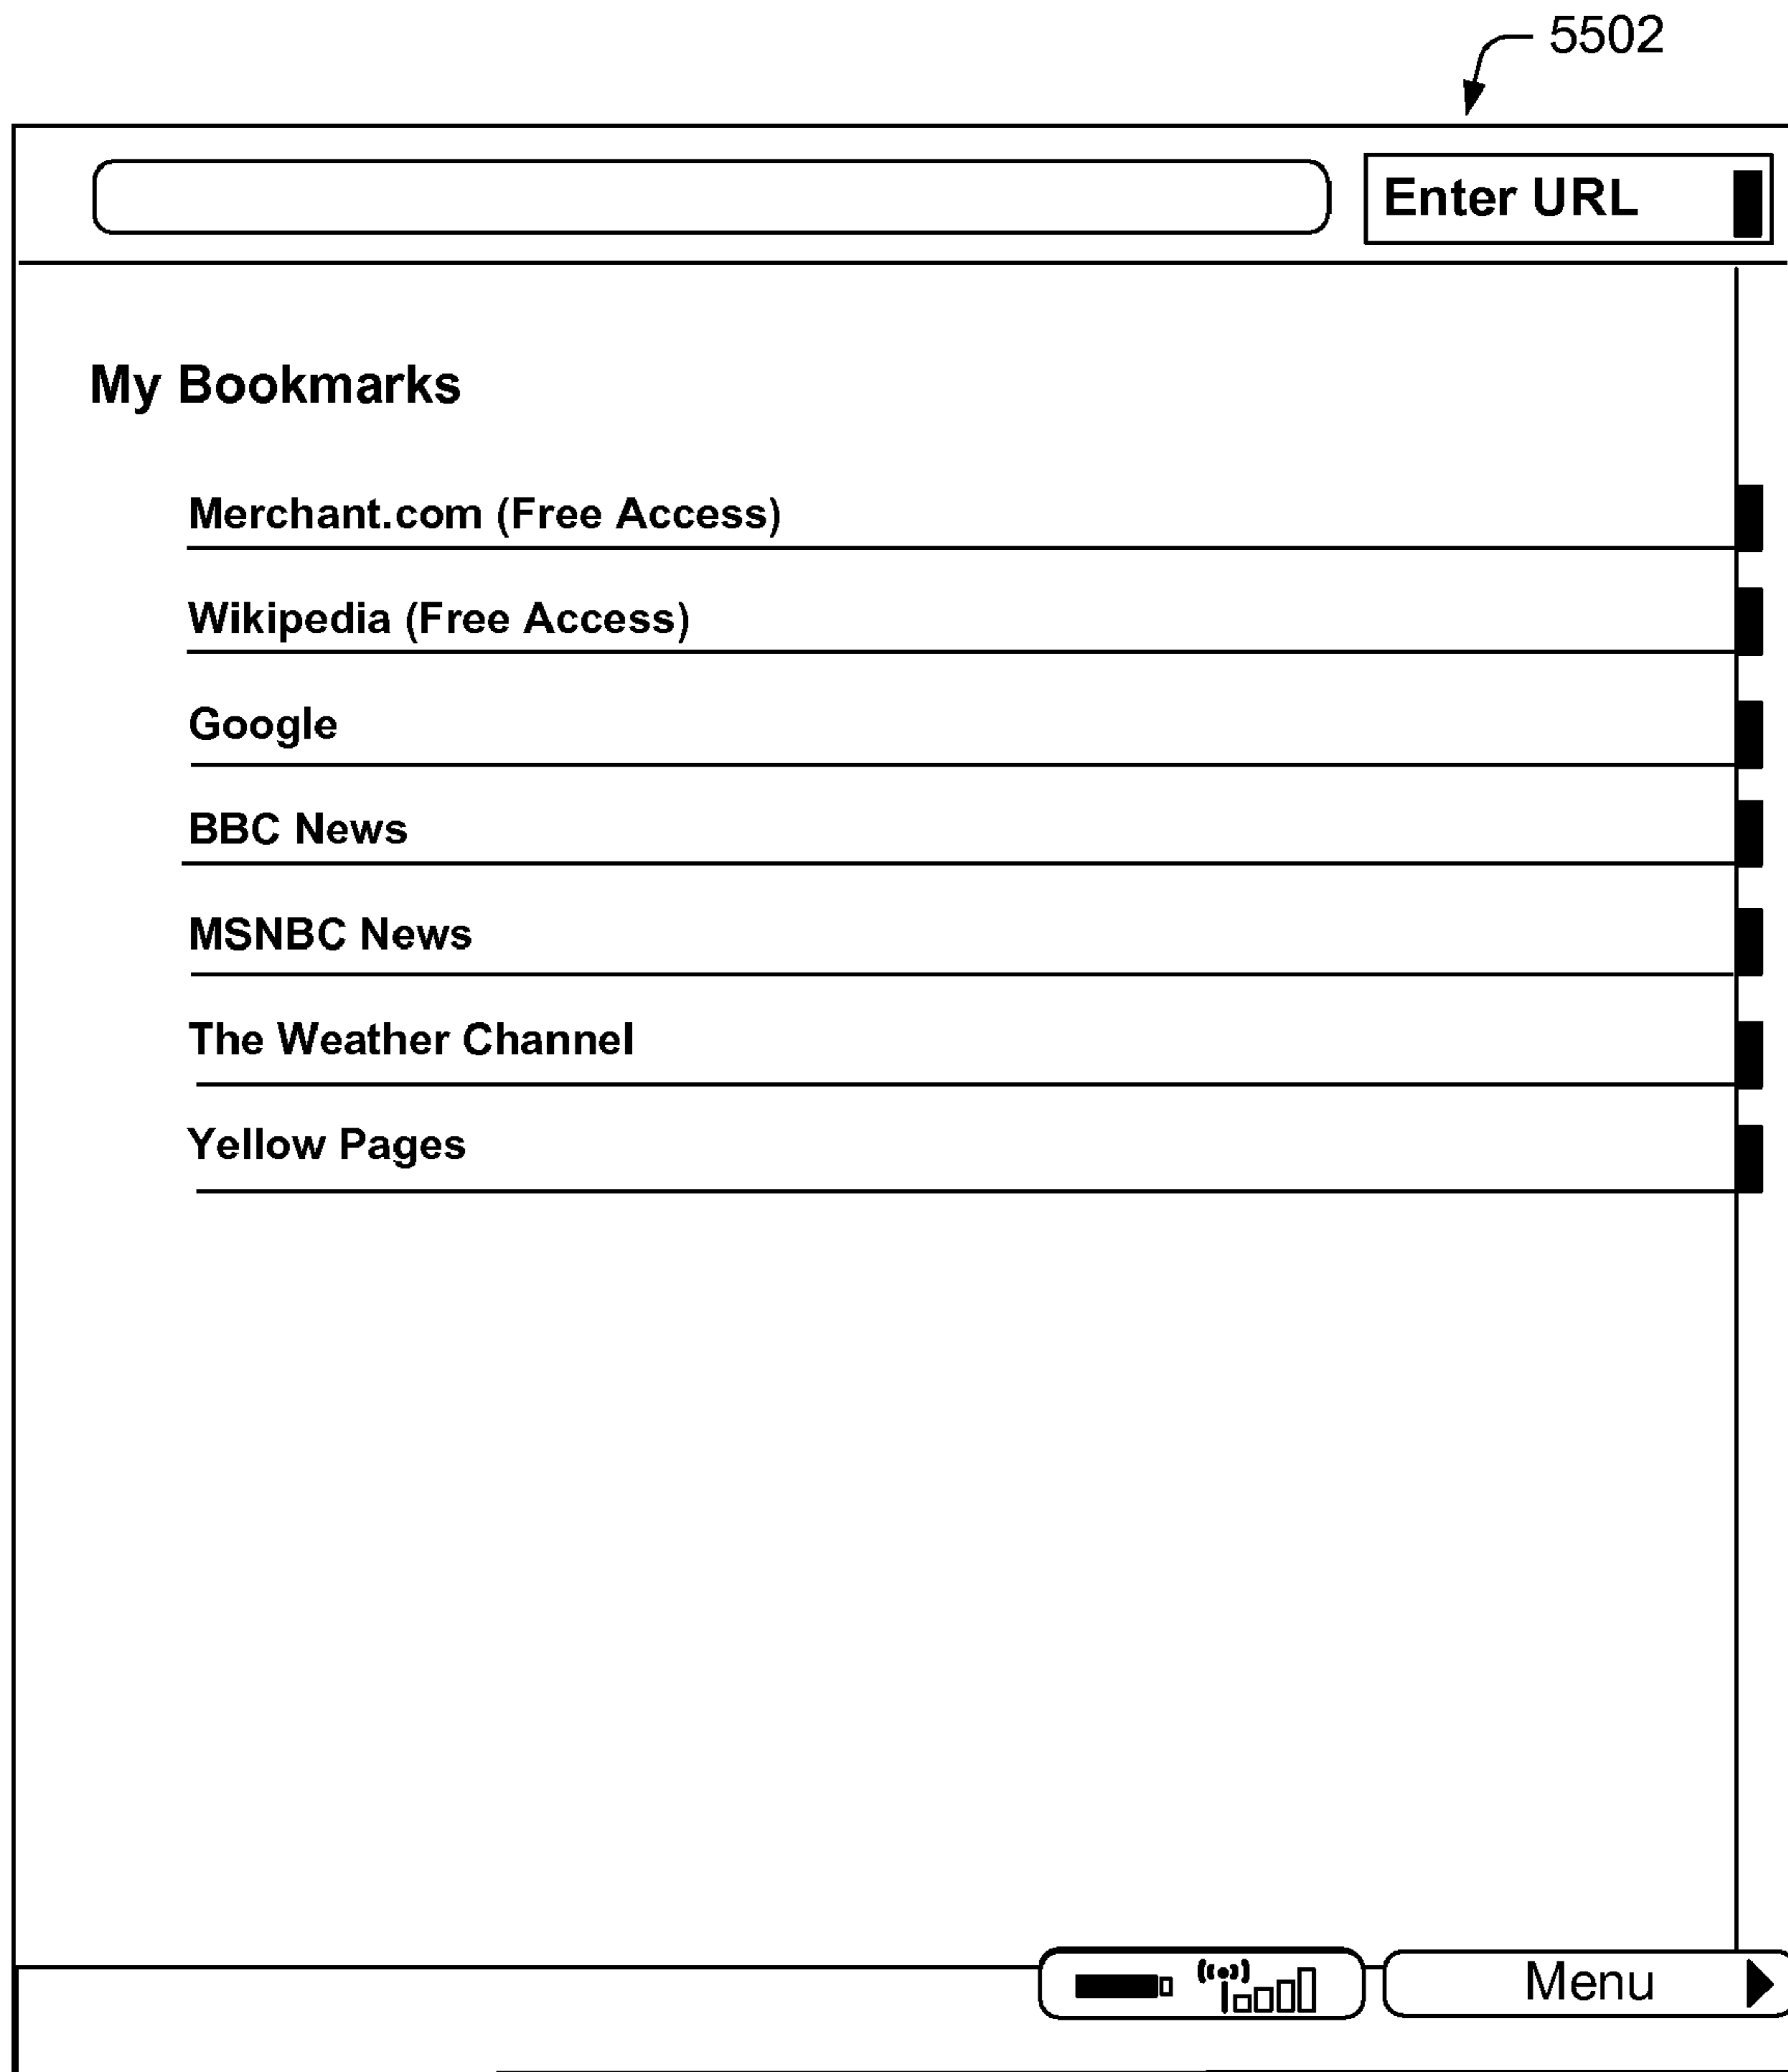 5502
Enter URL
My Bookmarks
Merchant.com (Free Access)
Wikipedia (Free Access)
Google
BBC News
MSNBC News
The Weather Channel
Yellow Pages
Menu